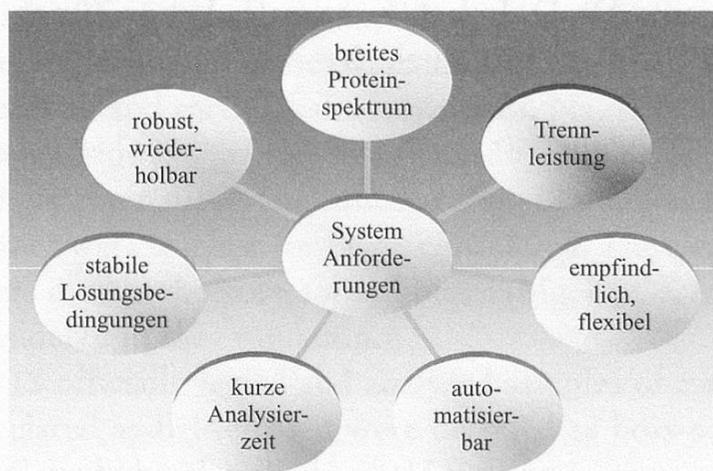 breites
Protein-
spektrum
Trenn-
leistung
empfind-
lich,
flexibel
auto-
matisier-
bar
kurze
Analysier-
zeit
stabile
Lösungsbe-
dingungen
robust,
wieder-
holbar
System
Anforde-
rungen